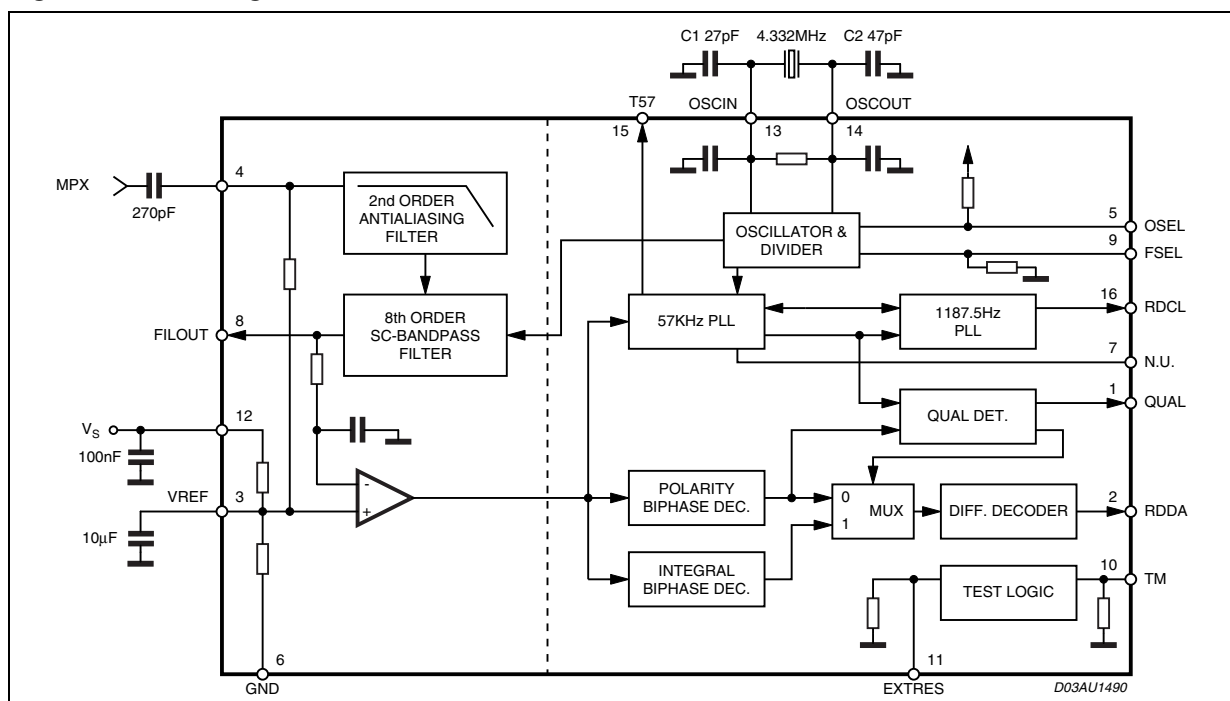 C1 27pF
4.332MHz
C2 47pF
T57
OSCIN
OSCOUT
15
13
14
MPX
270pF
4
2nd ORDER
ANTIALIASING
FILTER
OSCILLATOR &
DIVIDER
5
OSEL
9
FSEL
FILOUT
8
8th ORDER
SC-BANDPASS
FILTER
57KHz PLL
1187.5Hz
PLL
16
RDCL
7
N.U.
VS
12
100nF
QUAL DET.
1
QUAL
VREF
3
10µF
-
+
POLARITY
BIPHASE DEC.
0
1
MUX
DIFF. DECODER
2
RDDA
INTEGRAL
BIPHASE DEC.
TEST LOGIC
10
TM
6
GND
11
EXTRES
D03AU1490